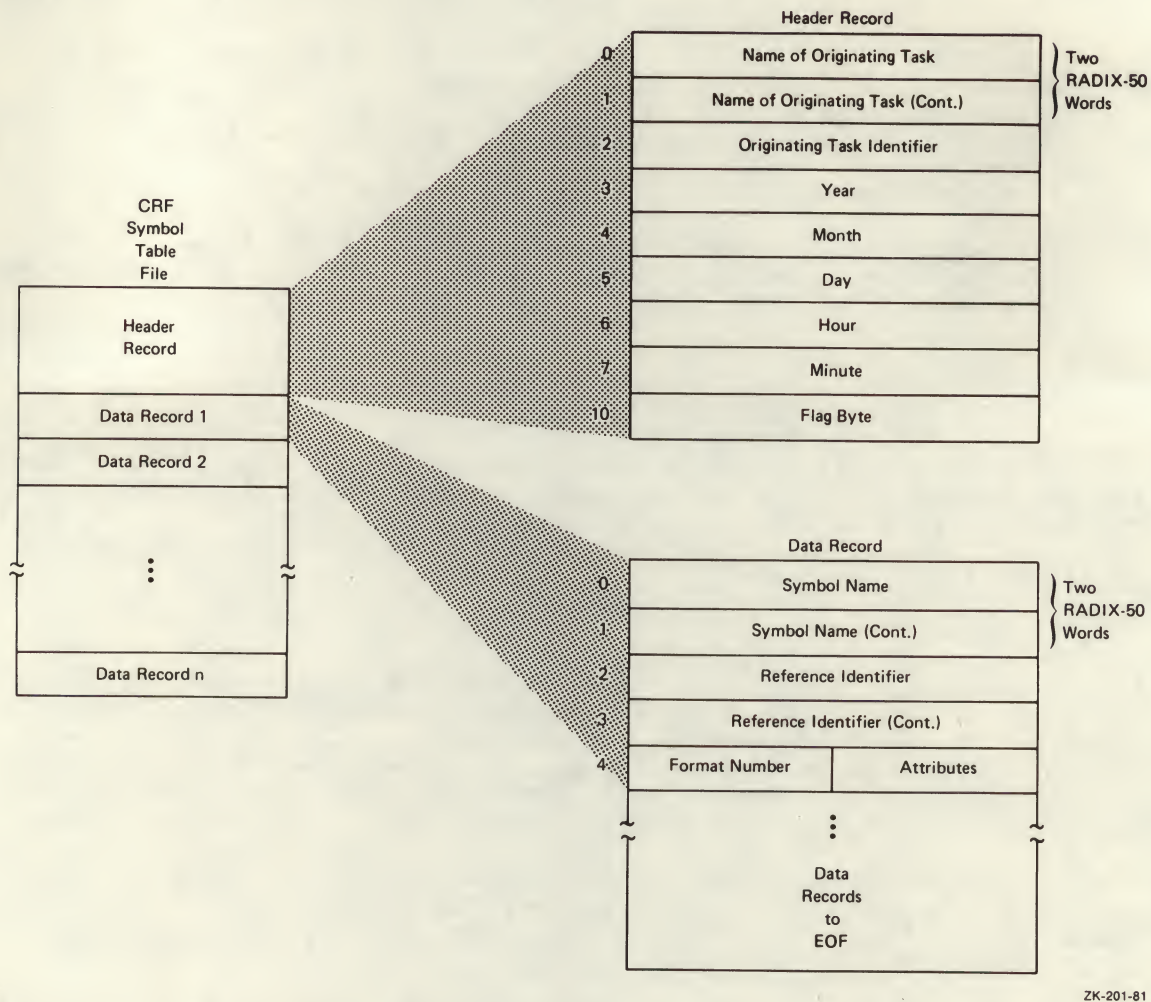 CRF
Symbol
Table
File
Header
Record
Data Record 1
Data Record 2
⋮
Data Record n
Header Record
0 Name of Originating Task
1 Name of Originating Task (Cont.)
2 Originating Task Identifier
3 Year
4 Month
5 Day
6 Hour
7 Minute
10 Flag Byte
Two
RADIX-50
Words
Data Record
0 Symbol Name
1 Symbol Name (Cont.)
2 Reference Identifier
3 Reference Identifier (Cont.)
4 Format Number Attributes
⋮
Data
Records
to
EOF
Two
RADIX-50
Words
ZK-201-81